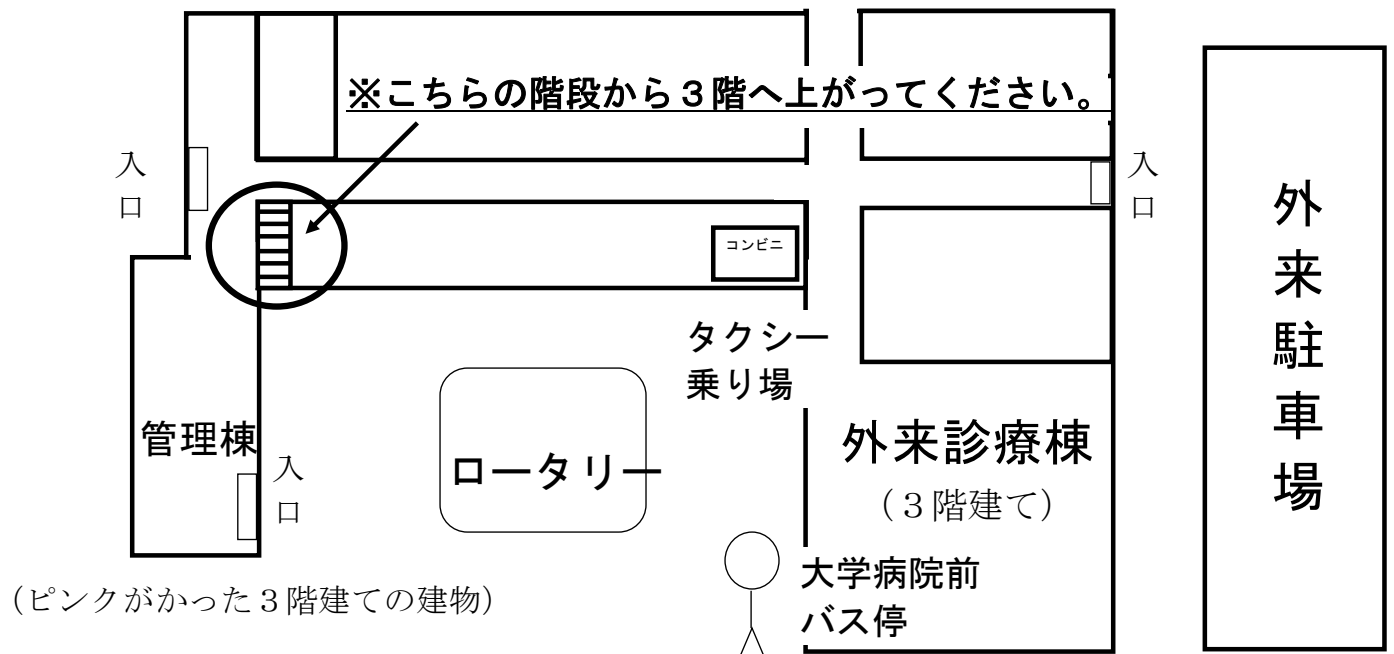 ※こちらの階段から３階へ上がってください。
入
口
入
口
コンビニ
外
来
駐
車
場
タクシー
乗り場
管理棟
入
口
ロータリー
外来診療棟
（３階建て）
大学病院前
バス停
（ピンクがかった３階建ての建物）